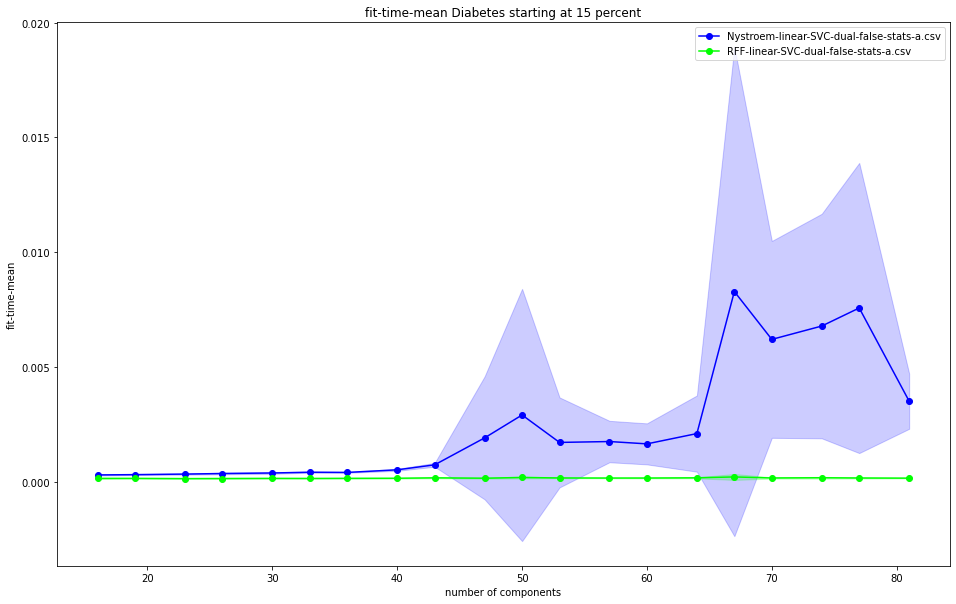 fit-time-mean Diabetes starting at 15 percent
Nystroem-linear-SVC-dual-false-stats-a.csv
RFF-linear-SVC-dual-false-stats-a.csv
0.020
0.015
0.010
0.005
0.000
fit-time-mean
20 30 40 50 60 70 80
number of components